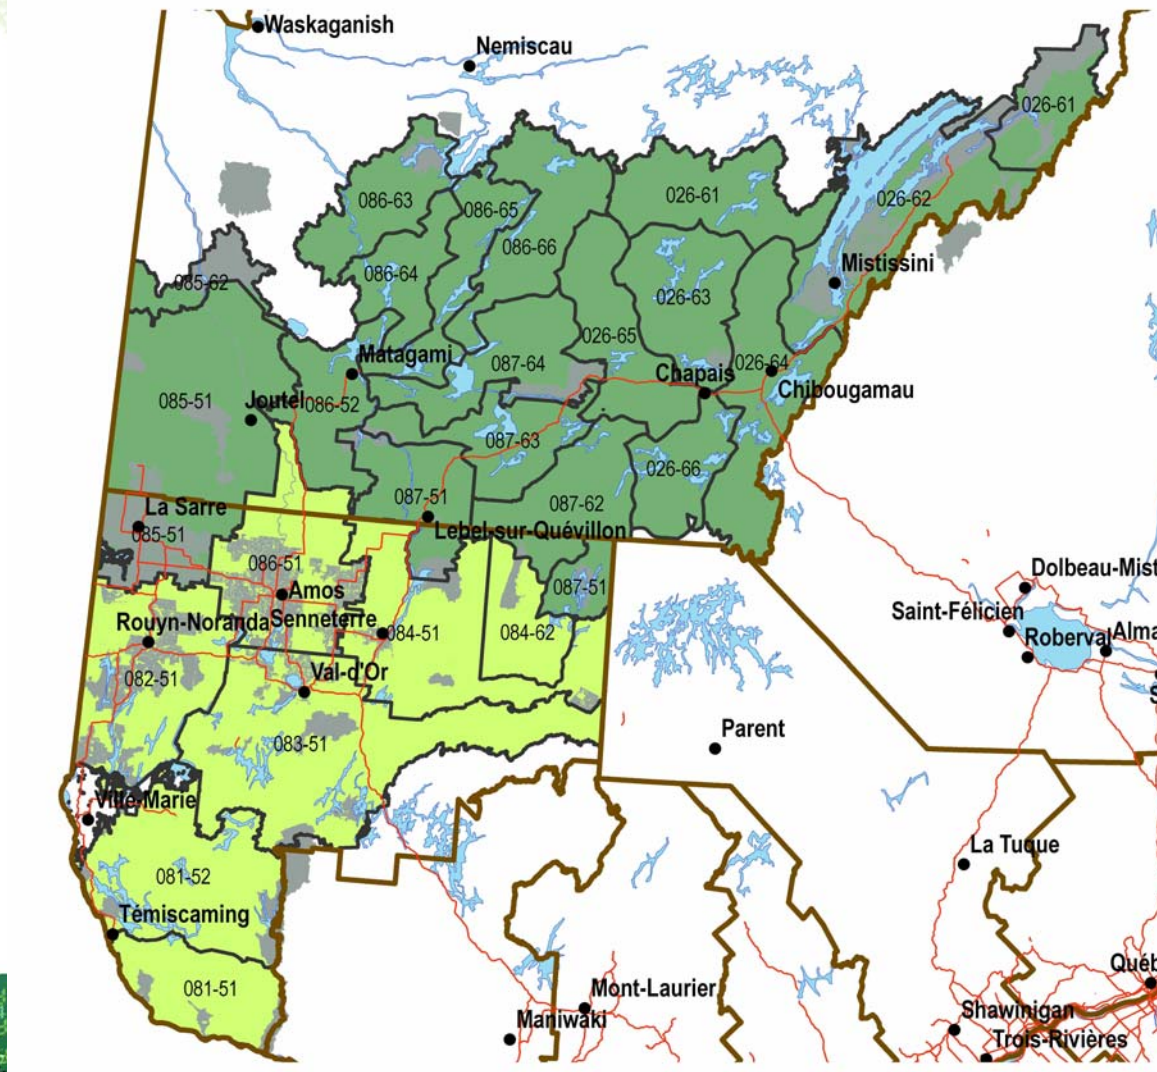 Waskaganish
Nemiscau
026-61
086-63
086-65
026-61
026-62
086-66
086-64
Mistissini
085-62
026-63
026-65
Matagami
087-64
026-64
Chapais
Chibougamau
085-51
Joutel
086-52
087-63
026-66
087-51
087-62
La Sarre
085-51
Lebel-sur-Quévillon
086-51
Amos
087-51
Dolbeau-Mist
Saint-Félicien
Rouyn-Noranda
Senneterre
084-51
084-62
Roberval
Alma
082-51
Val-d'Or
S
083-51
Parent
Ville-Marie
La Tuque
081-52
Témiscaming
Québ
081-51
Mont-Laurier
Maniwaki
Shawinigan
Trois-Rivières